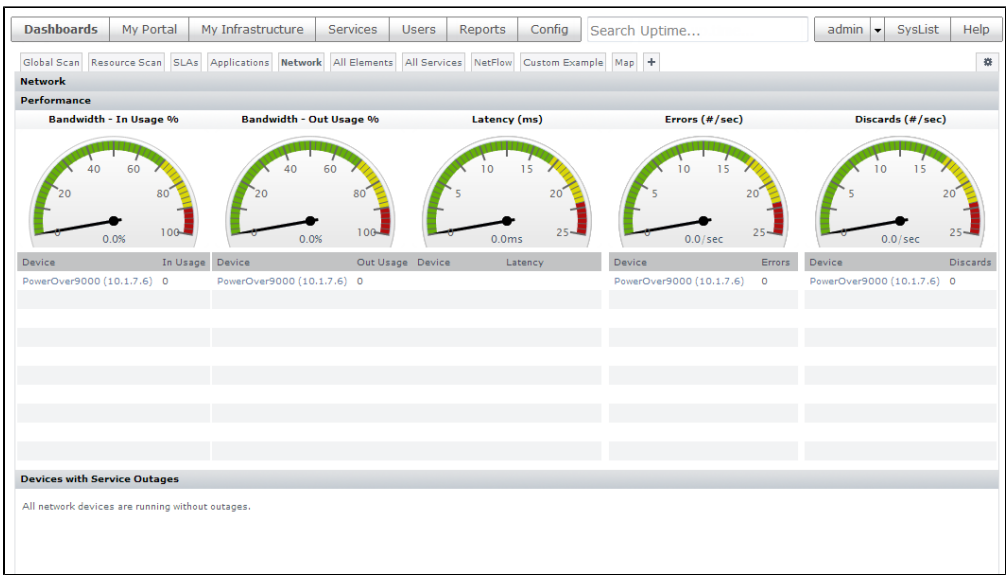 Dashboards My Portal My Infrastructure Services Users Reports Config Search Uptime... admin SysList Help
Global Scan Resource Scan SLAs Applications Network All Elements All Services NetFlow Custom Example Map +
Network
Performance
Bandwidth - In Usage % Bandwidth - Out Usage % Latency (ms) Errors (#/sec) Discards (#/sec)
40 60 40 60 10 15 10 15 10 15
20 80 20 80 5 20 5 20 5 20
0 100 0 100 0 25 0 25 0 25
0.0% 0.0% 0.0ms 0.0/sec 0.0/sec
Device In Usage Device Out Usage Device Latency Device Errors Device Discards
PowerOver9000 (10.1.7.6) 0 PowerOver9000 (10.1.7.6) 0 PowerOver9000 (10.1.7.6) 0 PowerOver9000 (10.1.7.6) 0
Devices with Service Outages
All network devices are running without outages.